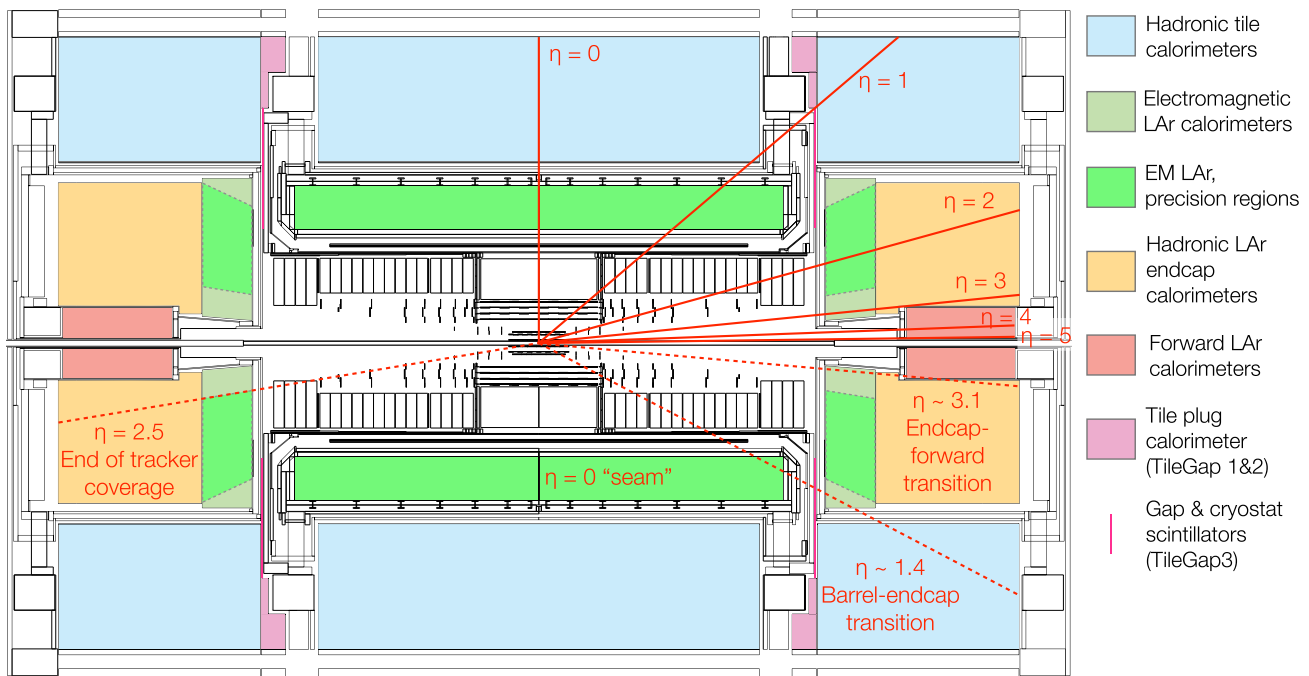 η = 0
η = 1
η = 2
η = 3
η = 4
η = 5
η = 2.5
End of tracker
coverage
η = 0 “seam”
η ~ 3.1
Endcap-
forward
transition
η ~ 1.4
Barrel-endcap
transition
Hadronic tile
calorimeters
Electromagnetic
LAr calorimeters
EM LAr,
precision regions
Hadronic LAr
endcap
calorimeters
Forward LAr
calorimeters
Tile plug
calorimeter
(TileGap 1&2)
Gap & cryostat
scintillators
(TileGap3)